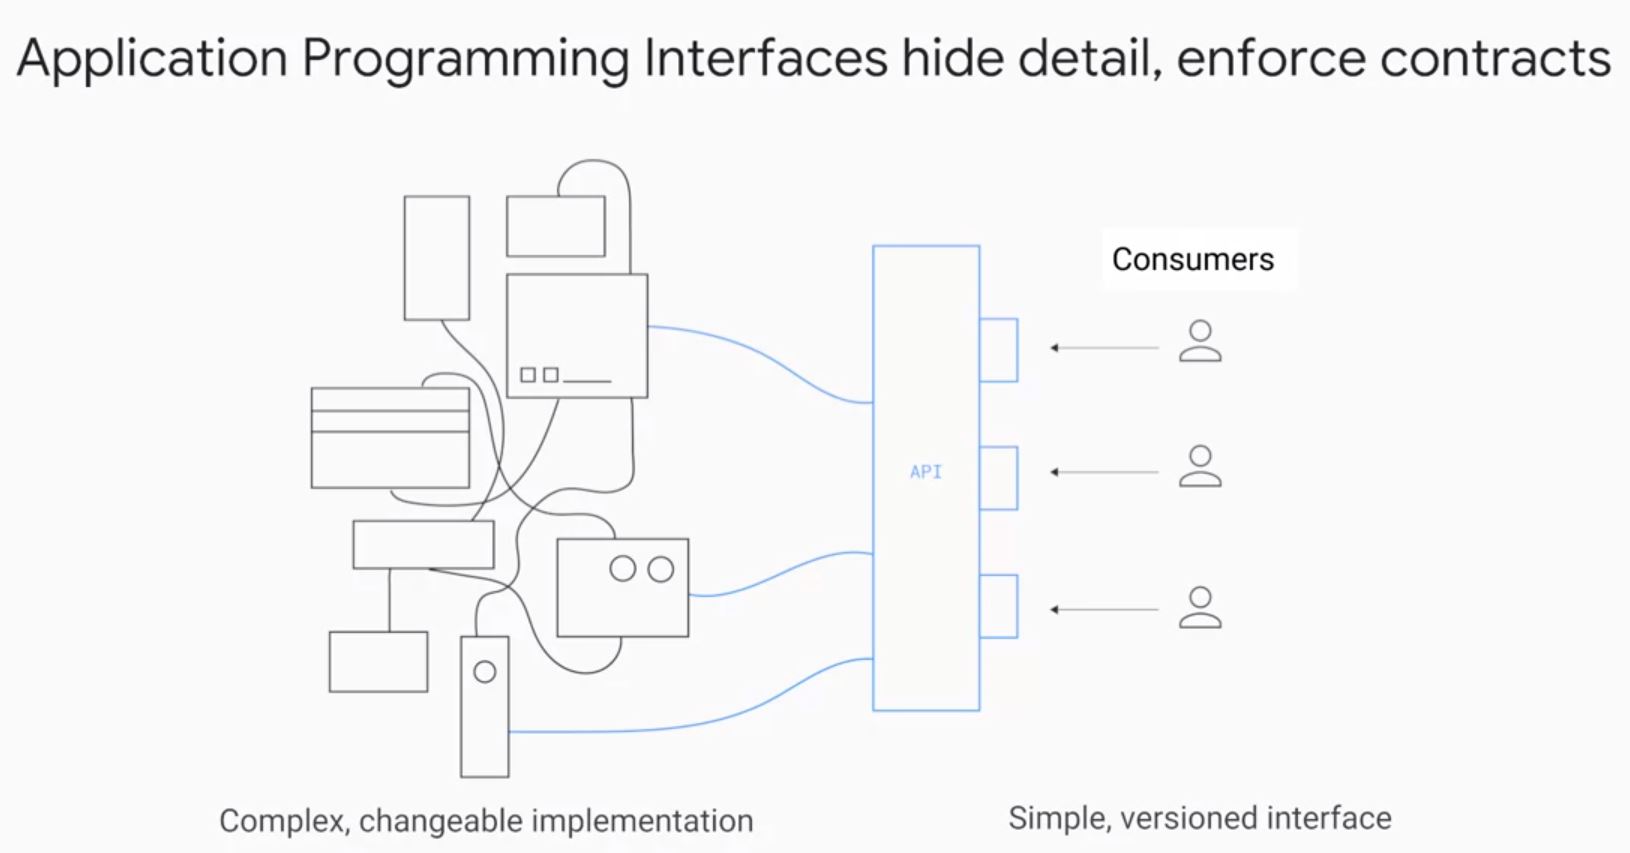 Application Programming Interfaces hide detail, enforce contracts
Consumers
API
Complex, changeable implementation
Simple, versioned interface